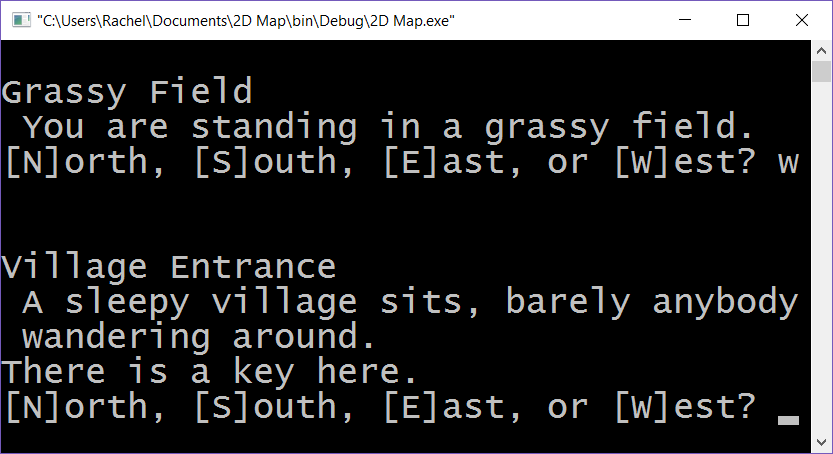 "C:\Users\Rachel\Documents\2D Map\bin\Debug\2D Map.exe"
Grassy Field
You are standing in a grassy field.
[N]orth, [S]outh, [E]ast, or [W]est? w
Village Entrance
A sleepy village sits, barely anybody
wandering around.
There is a key here.
[N]orth, [S]outh, [E]ast, or [W]est? _